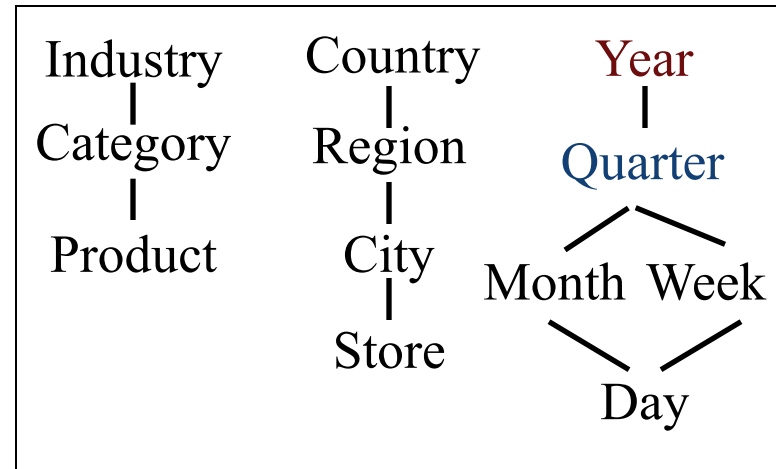 Industry
Category
Product
Country
Region
City
Store
Year
Quarter
Month Week
Day